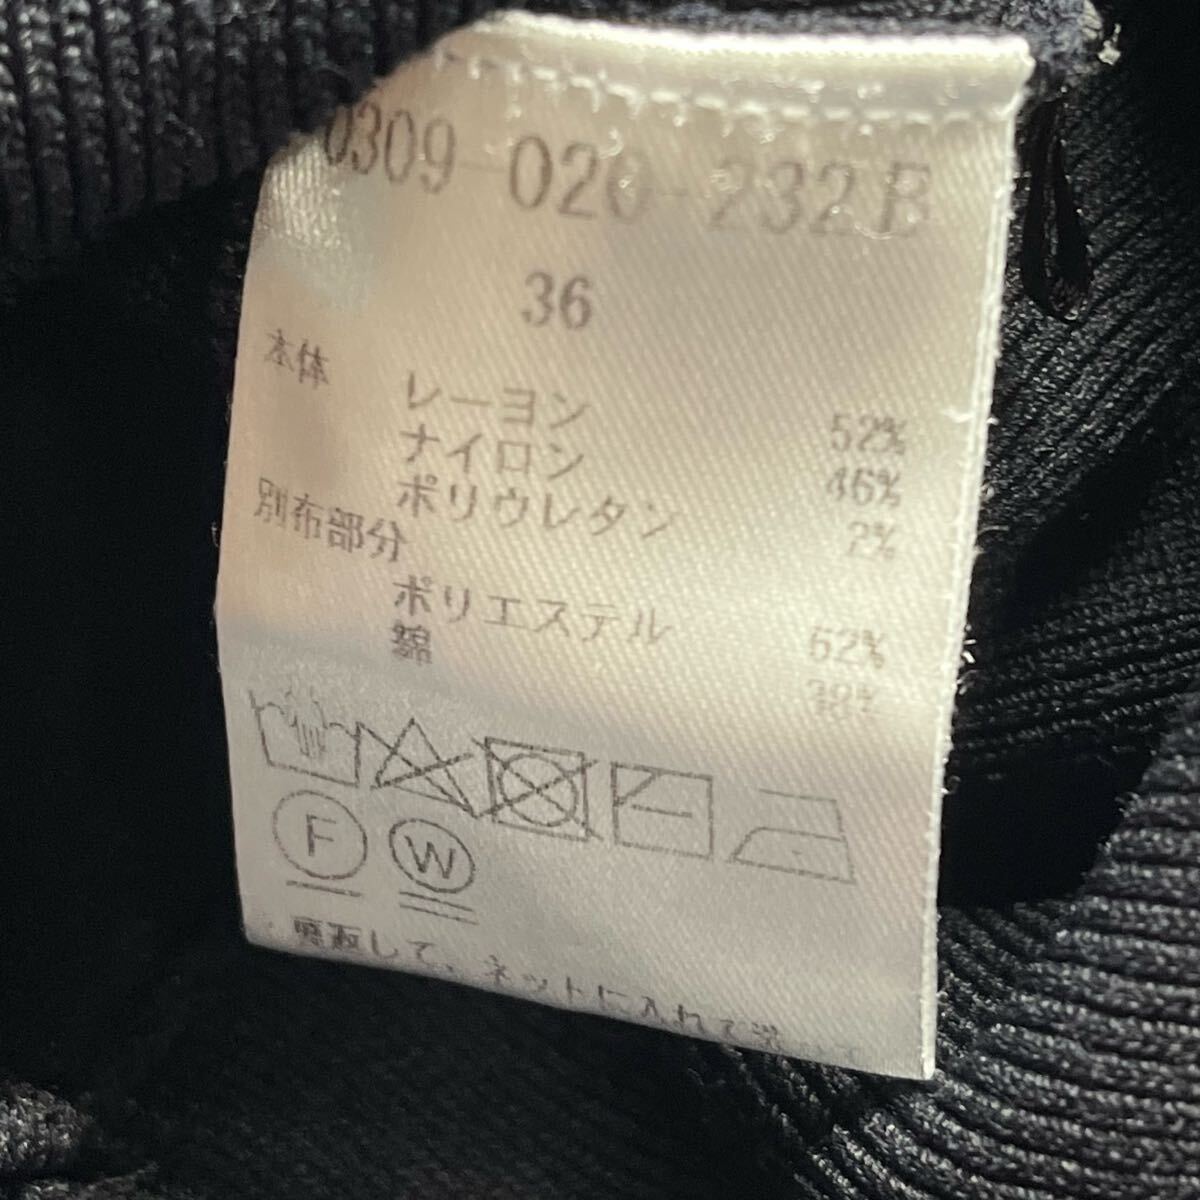 0309-020-232B
36
本体
レーヨン 52%
ナイロン 46%
ポリウレタン 2%
別布部分
ポリエステル 62%
綿 38%
F W
裏返して、ネットに入れて洗